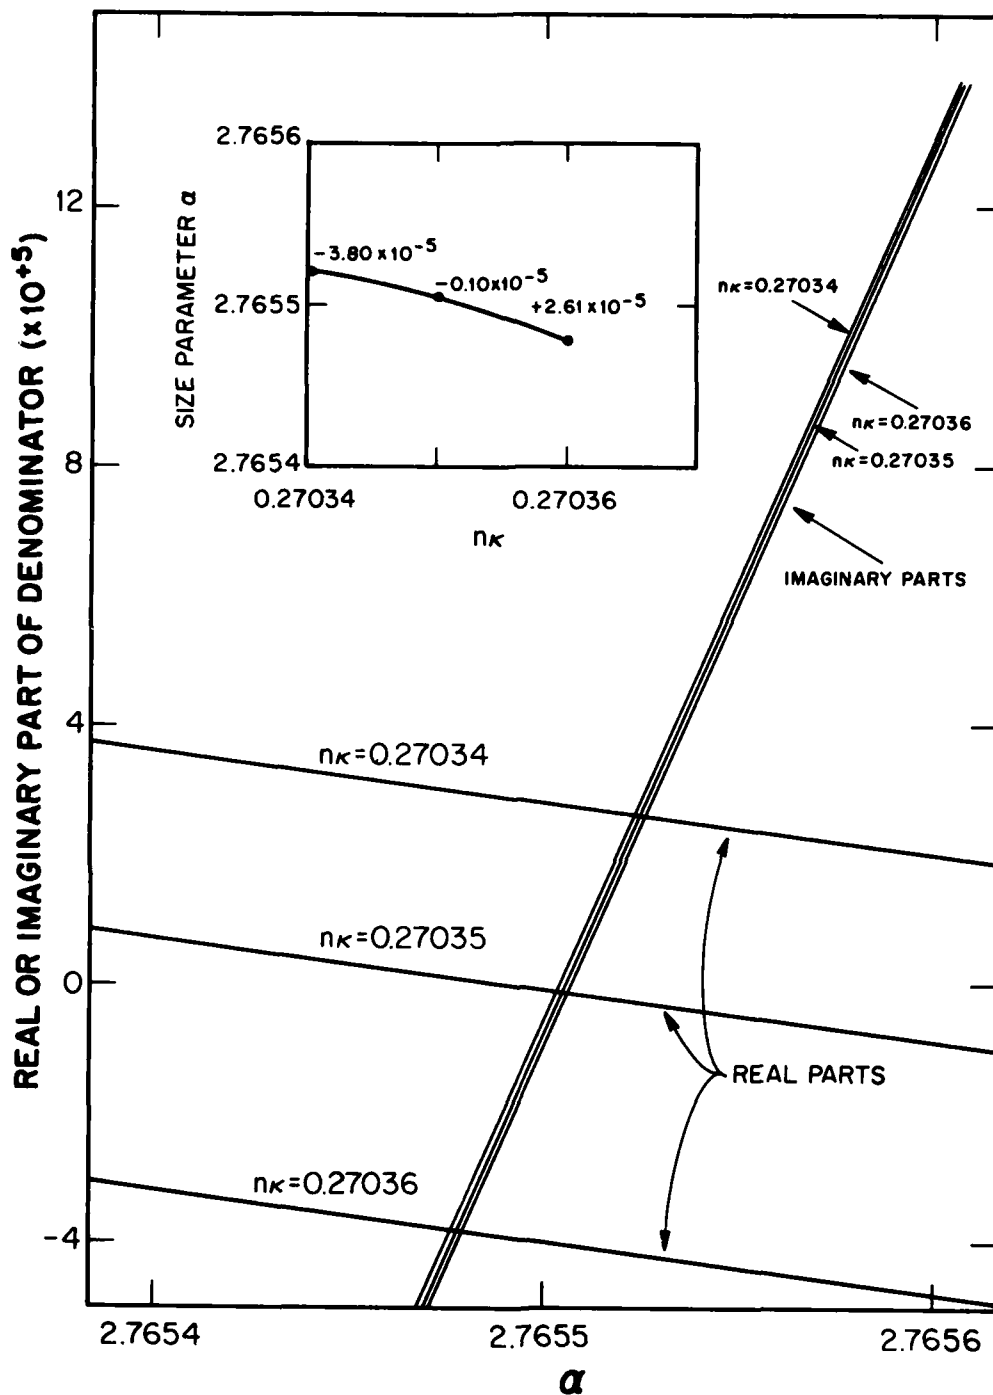 REAL OR IMAGINARY PART OF DENOMINATOR (x10+5)
12
8
4
0
-4
2.7656
2.7655
2.7654
SIZE PARAMETER α
-3.80 x 10-5
-0.10x10-5
+2.61 x 10-5
0.27034
0.27036
nκ
nκ=0.27034
nκ=0.27036
nκ=0.27035
IMAGINARY PARTS
nκ=0.27034
nκ=0.27035
REAL PARTS
nκ=0.27036
2.7654
2.7655
2.7656
α